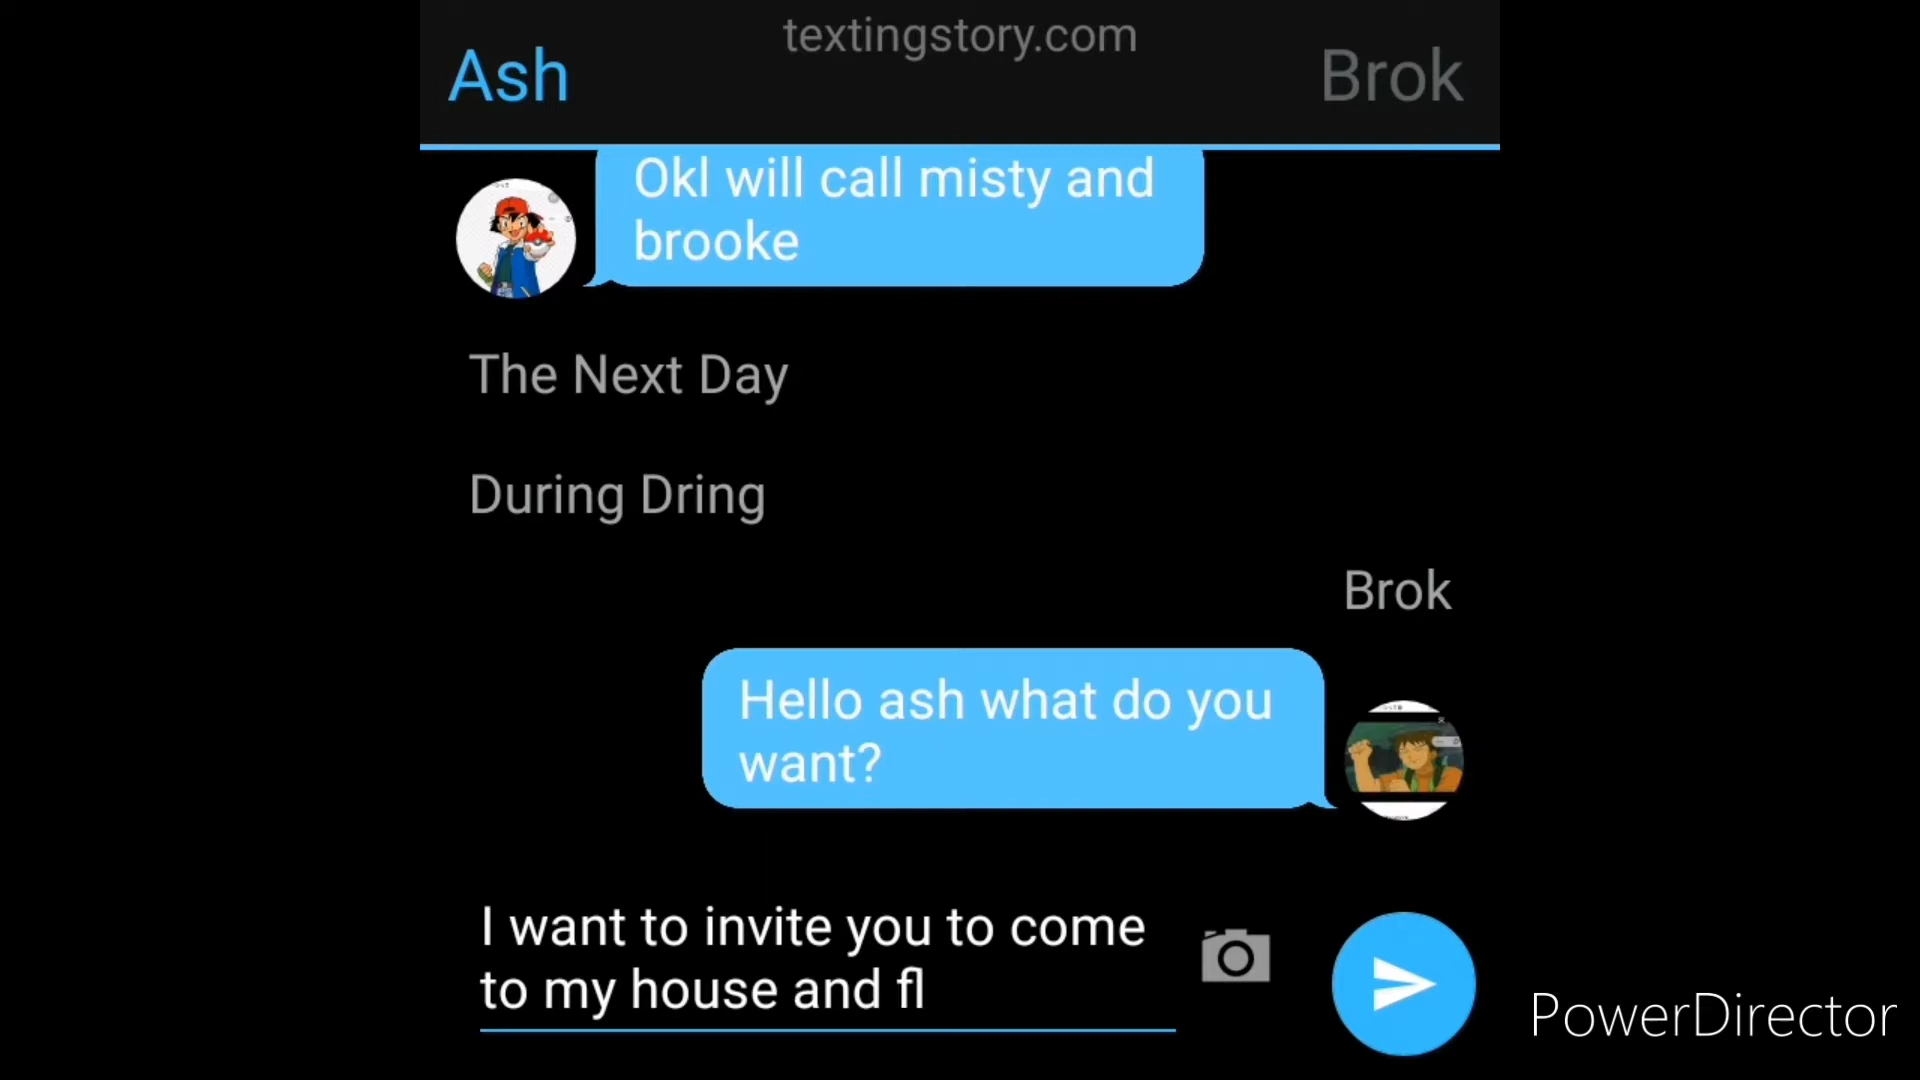 textingstory.com
Ash
Brok
Okl will call misty and
brooke
The Next Day
During Dring
Brok
Hello ash what do you
want?
I want to invite you to come
to my house and fl
PowerDirector